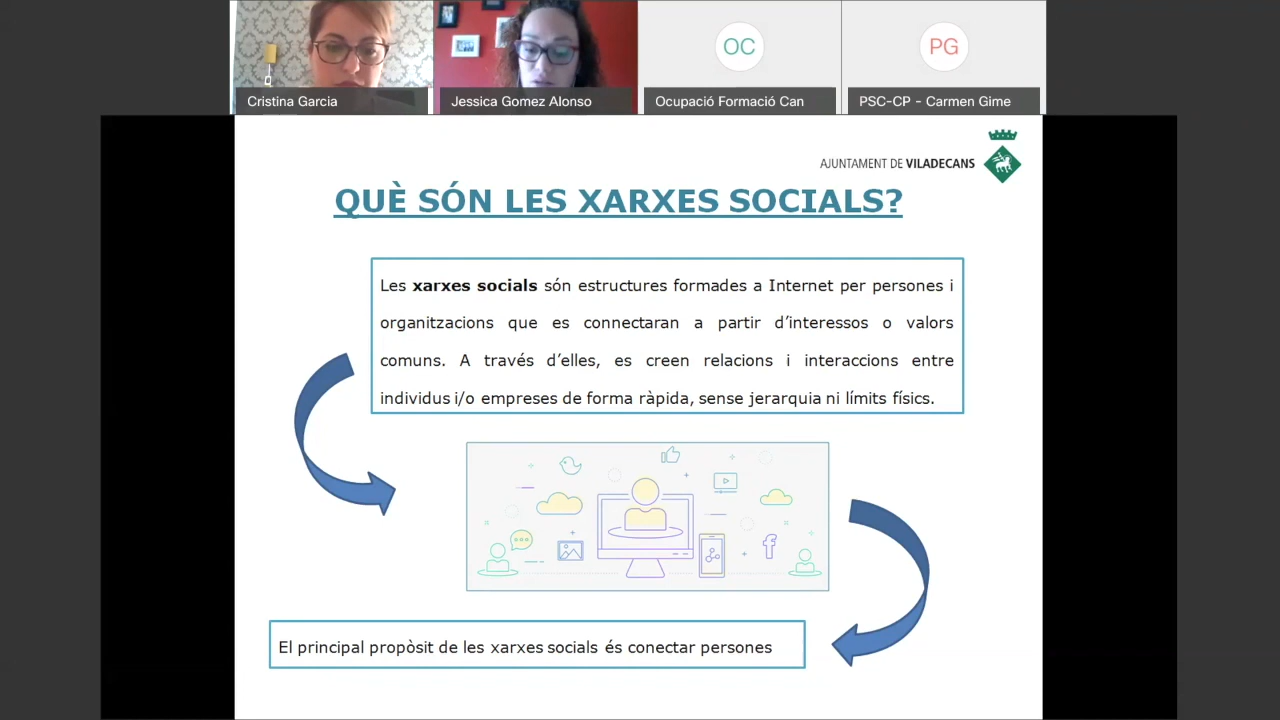 OC
PG
Cristina Garcia
Jessica Gomez Alonso
Ocupació Formació Can
PSC-CP - Carmen Gime
AJUNTAMENT DE VILADECANS
QUÈ SÓN LES XARXES SOCIALS?
Les xarxes socials són estructures formades a Internet per persones i
organitzacions que es connectaran a partir d’interessos o valors
comuns. A través d’elles, es creen relacions i interaccions entre
individus i/o empreses de forma ràpida, sense jerarquia ni límits físics.
El principal propòsit de les xarxes socials és conectar persones